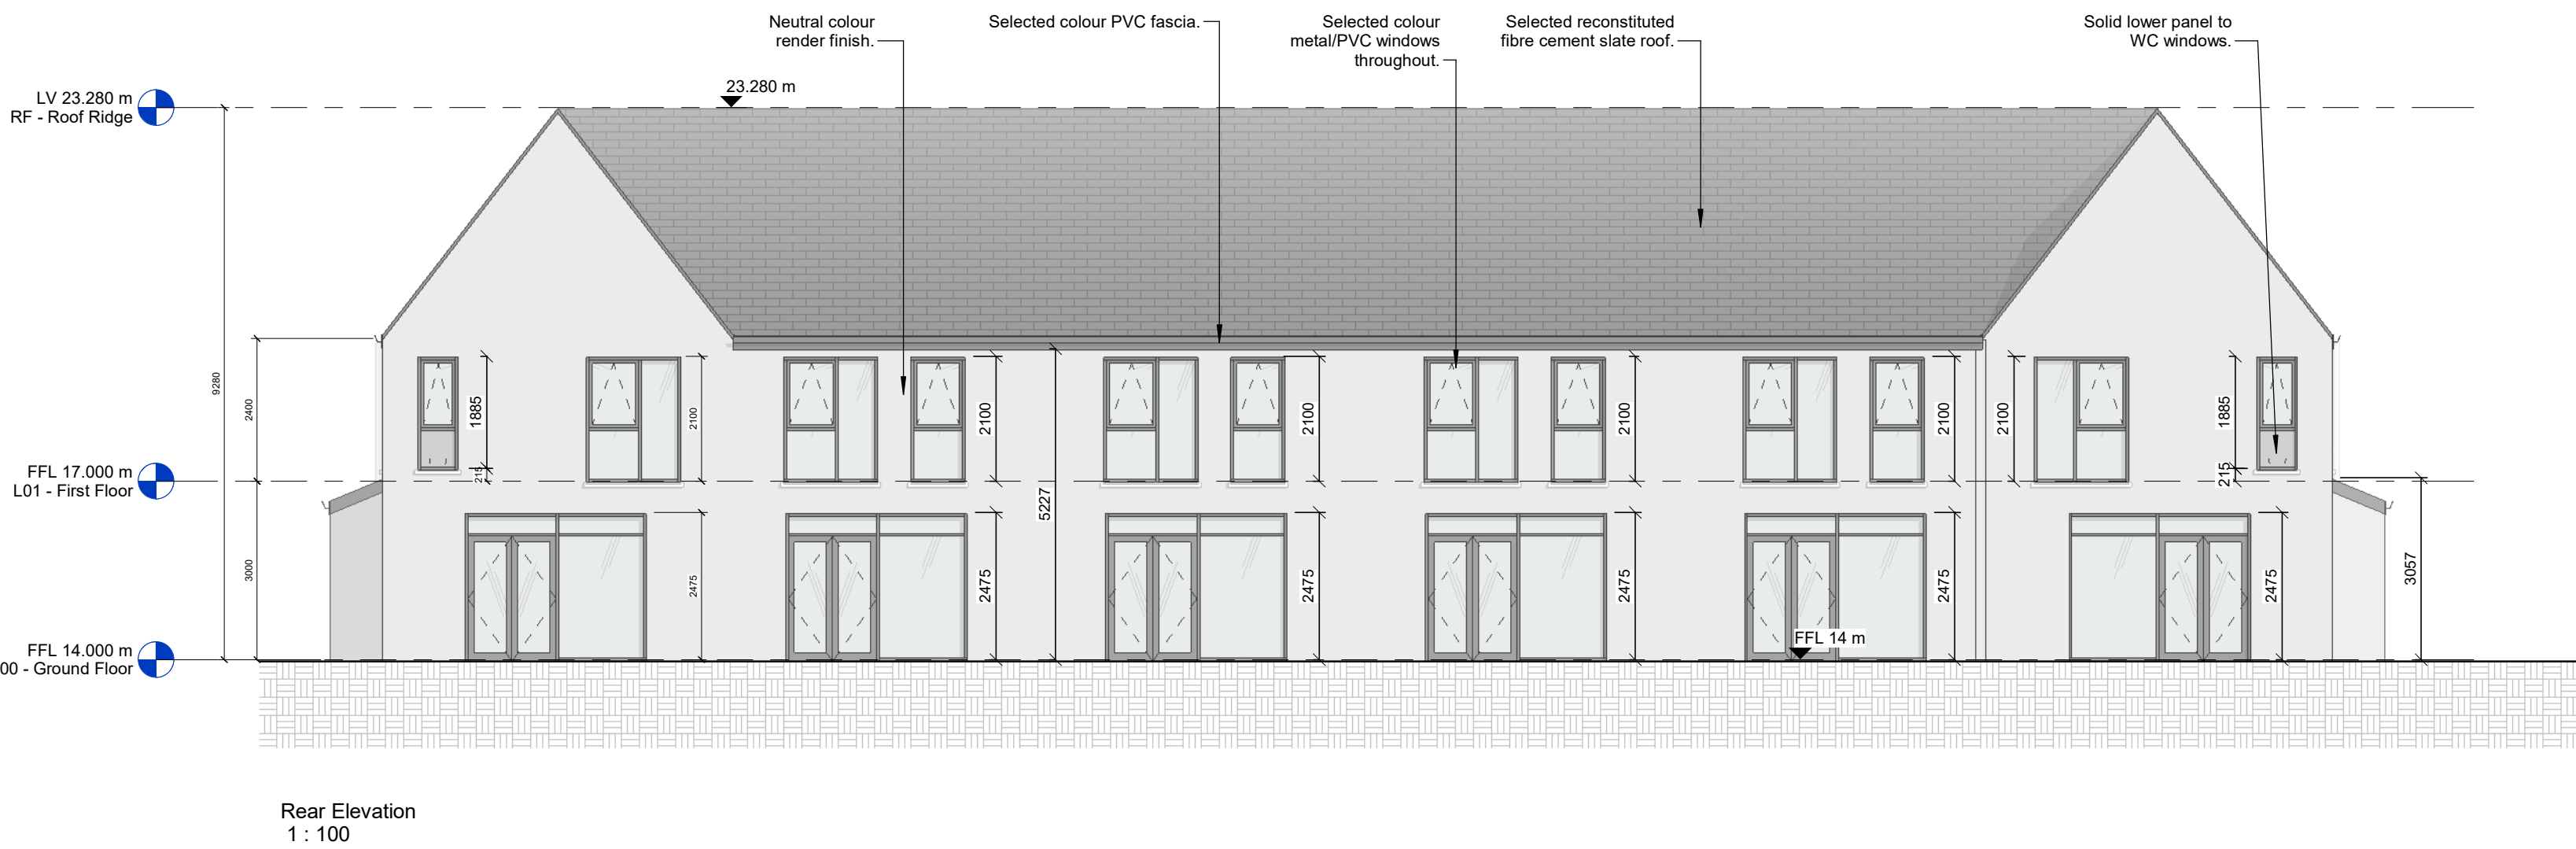 Neutral colour
render finish.
Selected colour PVC fascia.
Selected colour
metal/PVC windows
throughout.
Selected reconstituted
fibre cement slate roof.
Solid lower panel to
WC windows.
LV 23.280 m
RF - Roof Ridge
23.280 m
9280
2400
1885
215
2100
2100
2100
2100
2100
2100
1885
215
5227
FFL 17.000 m
L01 - First Floor
3000
2475
2475
2475
2475
2475
2475
3057
FFL 14 m
FFL 14.000 m
00 - Ground Floor
Rear Elevation
1 : 100